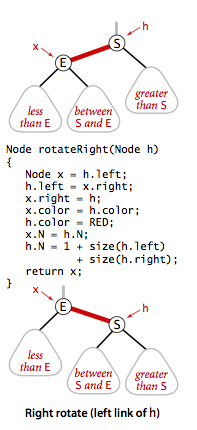 h
x
S
E
less
than E
between
S and E
greater
than S
Node rotateRight(Node h)
{
Node x = h.left;
h.left = x.right;
x.right = h;
x.color = h.color;
h.color = RED;
x.N = h.N;
h.N = 1 + size(h.left)
+ size(h.right);
return x;
}
x
E
h
S
less
than E
between
S and E
greater
than S
Right rotate (left link of h)